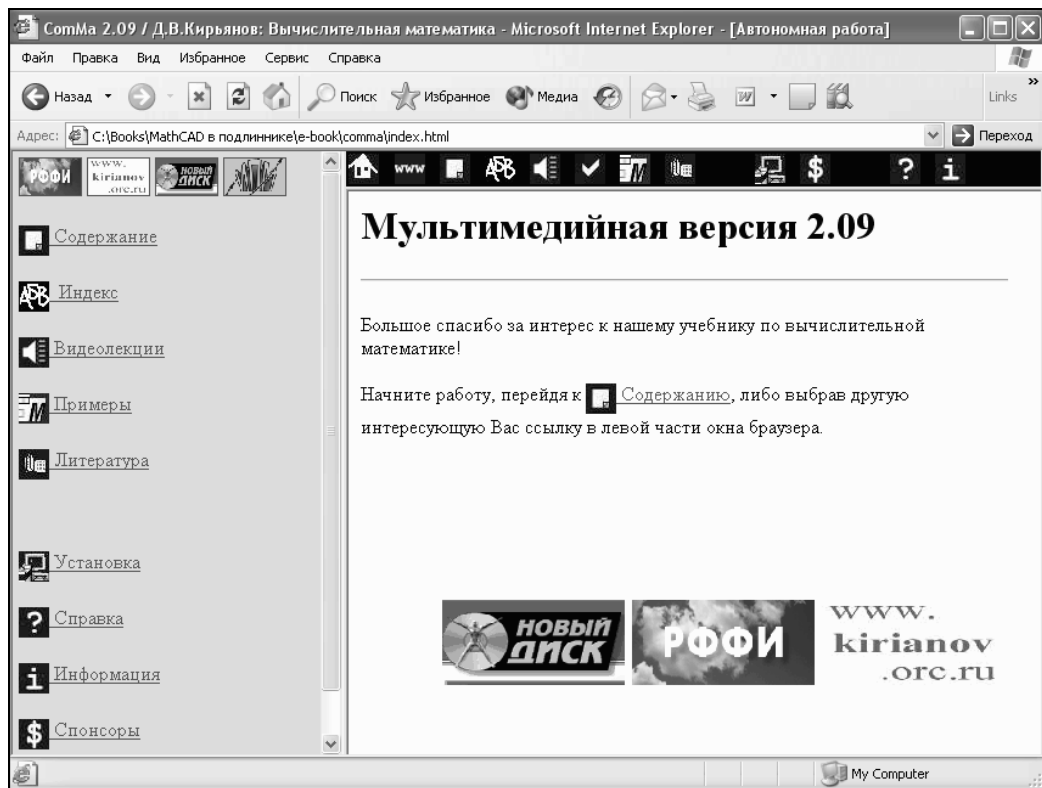 ComMa 2.09 / Д.В.Кирьянов: Вычислительная математика - Microsoft Internet Explorer - [Автономная работа]
Файл Правка Вид Избранное Сервис Справка
Назад Поиск Избранное Медиа Links
Адрес: C:\Books\MathCAD в подлиннике\e-book\comma\index.html Переход
РФФИ www. kirianov .orc.ru НОВЫЙ ДИСК
www
Содержание
Индекс
Видеолекции
Примеры
Литература
Установка
Справка
Информация
Спонсоры
Мультимедийная версия 2.09
Большое спасибо за интерес к нашему учебнику по вычислительной
математике!
Начните работу, перейдя к Содержанию, либо выбрав другую
интересующую Вас ссылку в левой части окна браузера.
НОВЫЙ
ДИСК
РФФИ
www.
kirianov
.orc.ru
My Computer